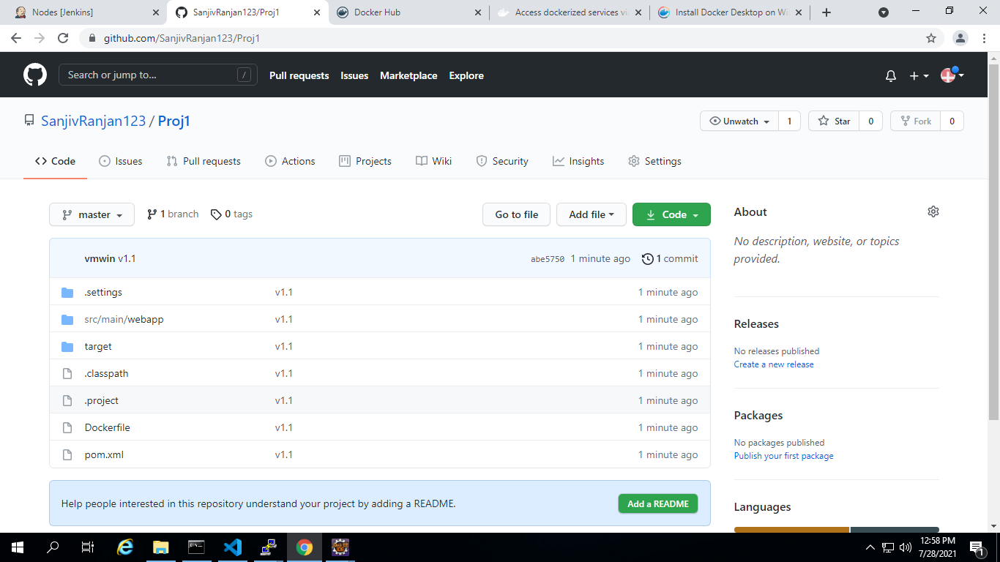 Nodes [Jenkins]
SanjivRanjan123/Proj1
Docker Hub
Access dockerized services via
Install Docker Desktop on Wi
github.com/SanjivRanjan123/Proj1
Search or jump to... /
Pull requests Issues Marketplace Explore
SanjivRanjan123 / Proj1
Unwatch 1 Star 0 Fork 0
Code Issues Pull requests Actions Projects Wiki Security Insights Settings
master 1 branch 0 tags Go to file Add file Code
vmwin v1.1 abe5750 1 minute ago 1 commit
.settings v1.1 1 minute ago
src/main/webapp v1.1 1 minute ago
target v1.1 1 minute ago
.classpath v1.1 1 minute ago
.project v1.1 1 minute ago
Dockerfile v1.1 1 minute ago
pom.xml v1.1 1 minute ago
Help people interested in this repository understand your project by adding a README. Add a README
About
No description, website, or topics
provided.
Releases
No releases published
Create a new release
Packages
No packages published
Publish your first package
Languages
12:58 PM
7/28/2021
1